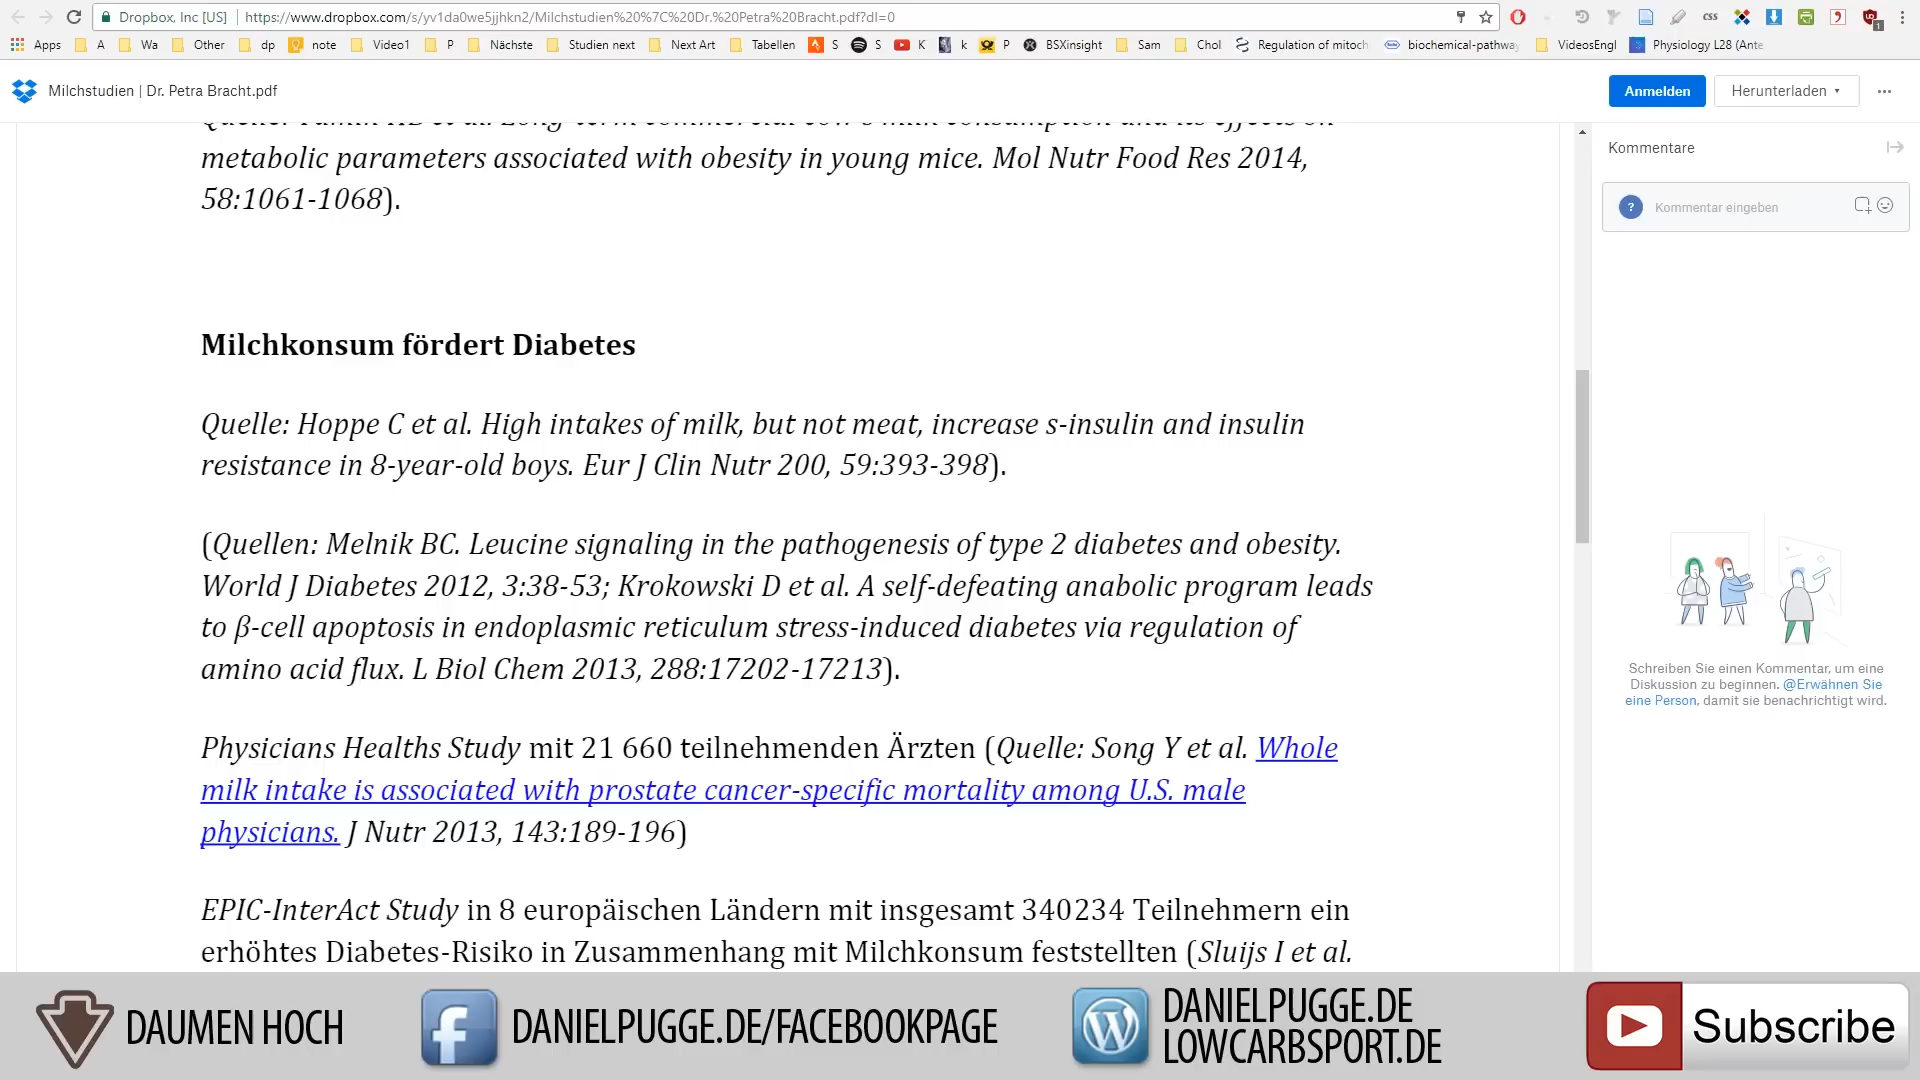 Dropbox, Inc [US] https://www.dropbox.com/s/yv1da0we5jjhkn2/Milchstudien%20%7C%20Dr.%20Petra%20Bracht.pdf?dl=0
Apps A Wa Other dp note Video1 P Nächste Studien next Next Art Tabellen S S K k P BSXinsight Sam Chol Regulation of mitoch biochemical-pathway VideosEngl Physiology L28 (Ante
Milchstudien | Dr. Petra Bracht.pdf
Anmelden
Herunterladen
metabolic parameters associated with obesity in young mice. Mol Nutr Food Res 2014,
58:1061-1068).
Milchkonsum fördert Diabetes
Quelle: Hoppe C et al. High intakes of milk, but not meat, increase s-insulin and insulin
resistance in 8-year-old boys. Eur J Clin Nutr 200, 59:393-398).
(Quellen: Melnik BC. Leucine signaling in the pathogenesis of type 2 diabetes and obesity.
World J Diabetes 2012, 3:38-53; Krokowski D et al. A self-defeating anabolic program leads
to β-cell apoptosis in endoplasmic reticulum stress-induced diabetes via regulation of
amino acid flux. L Biol Chem 2013, 288:17202-17213).
Physicians Healths Study mit 21 660 teilnehmenden Ärzten (Quelle: Song Y et al. Whole
milk intake is associated with prostate cancer-specific mortality among U.S. male
physicians. J Nutr 2013, 143:189-196)
EPIC-InterAct Study in 8 europäischen Ländern mit insgesamt 340234 Teilnehmern ein
erhöhtes Diabetes-Risiko in Zusammenhang mit Milchkonsum feststellten (Sluijs I et al.
Kommentare
? Kommentar eingeben
Schreiben Sie einen Kommentar, um eine
Diskussion zu beginnen. @Erwähnen Sie
eine Person, damit sie benachrichtigt wird.
DAUMEN HOCH
DANIELPUGGE.DE/FACEBOOKPAGE
DANIELPUGGE.DE
LOWCARBSPORT.DE
Subscribe